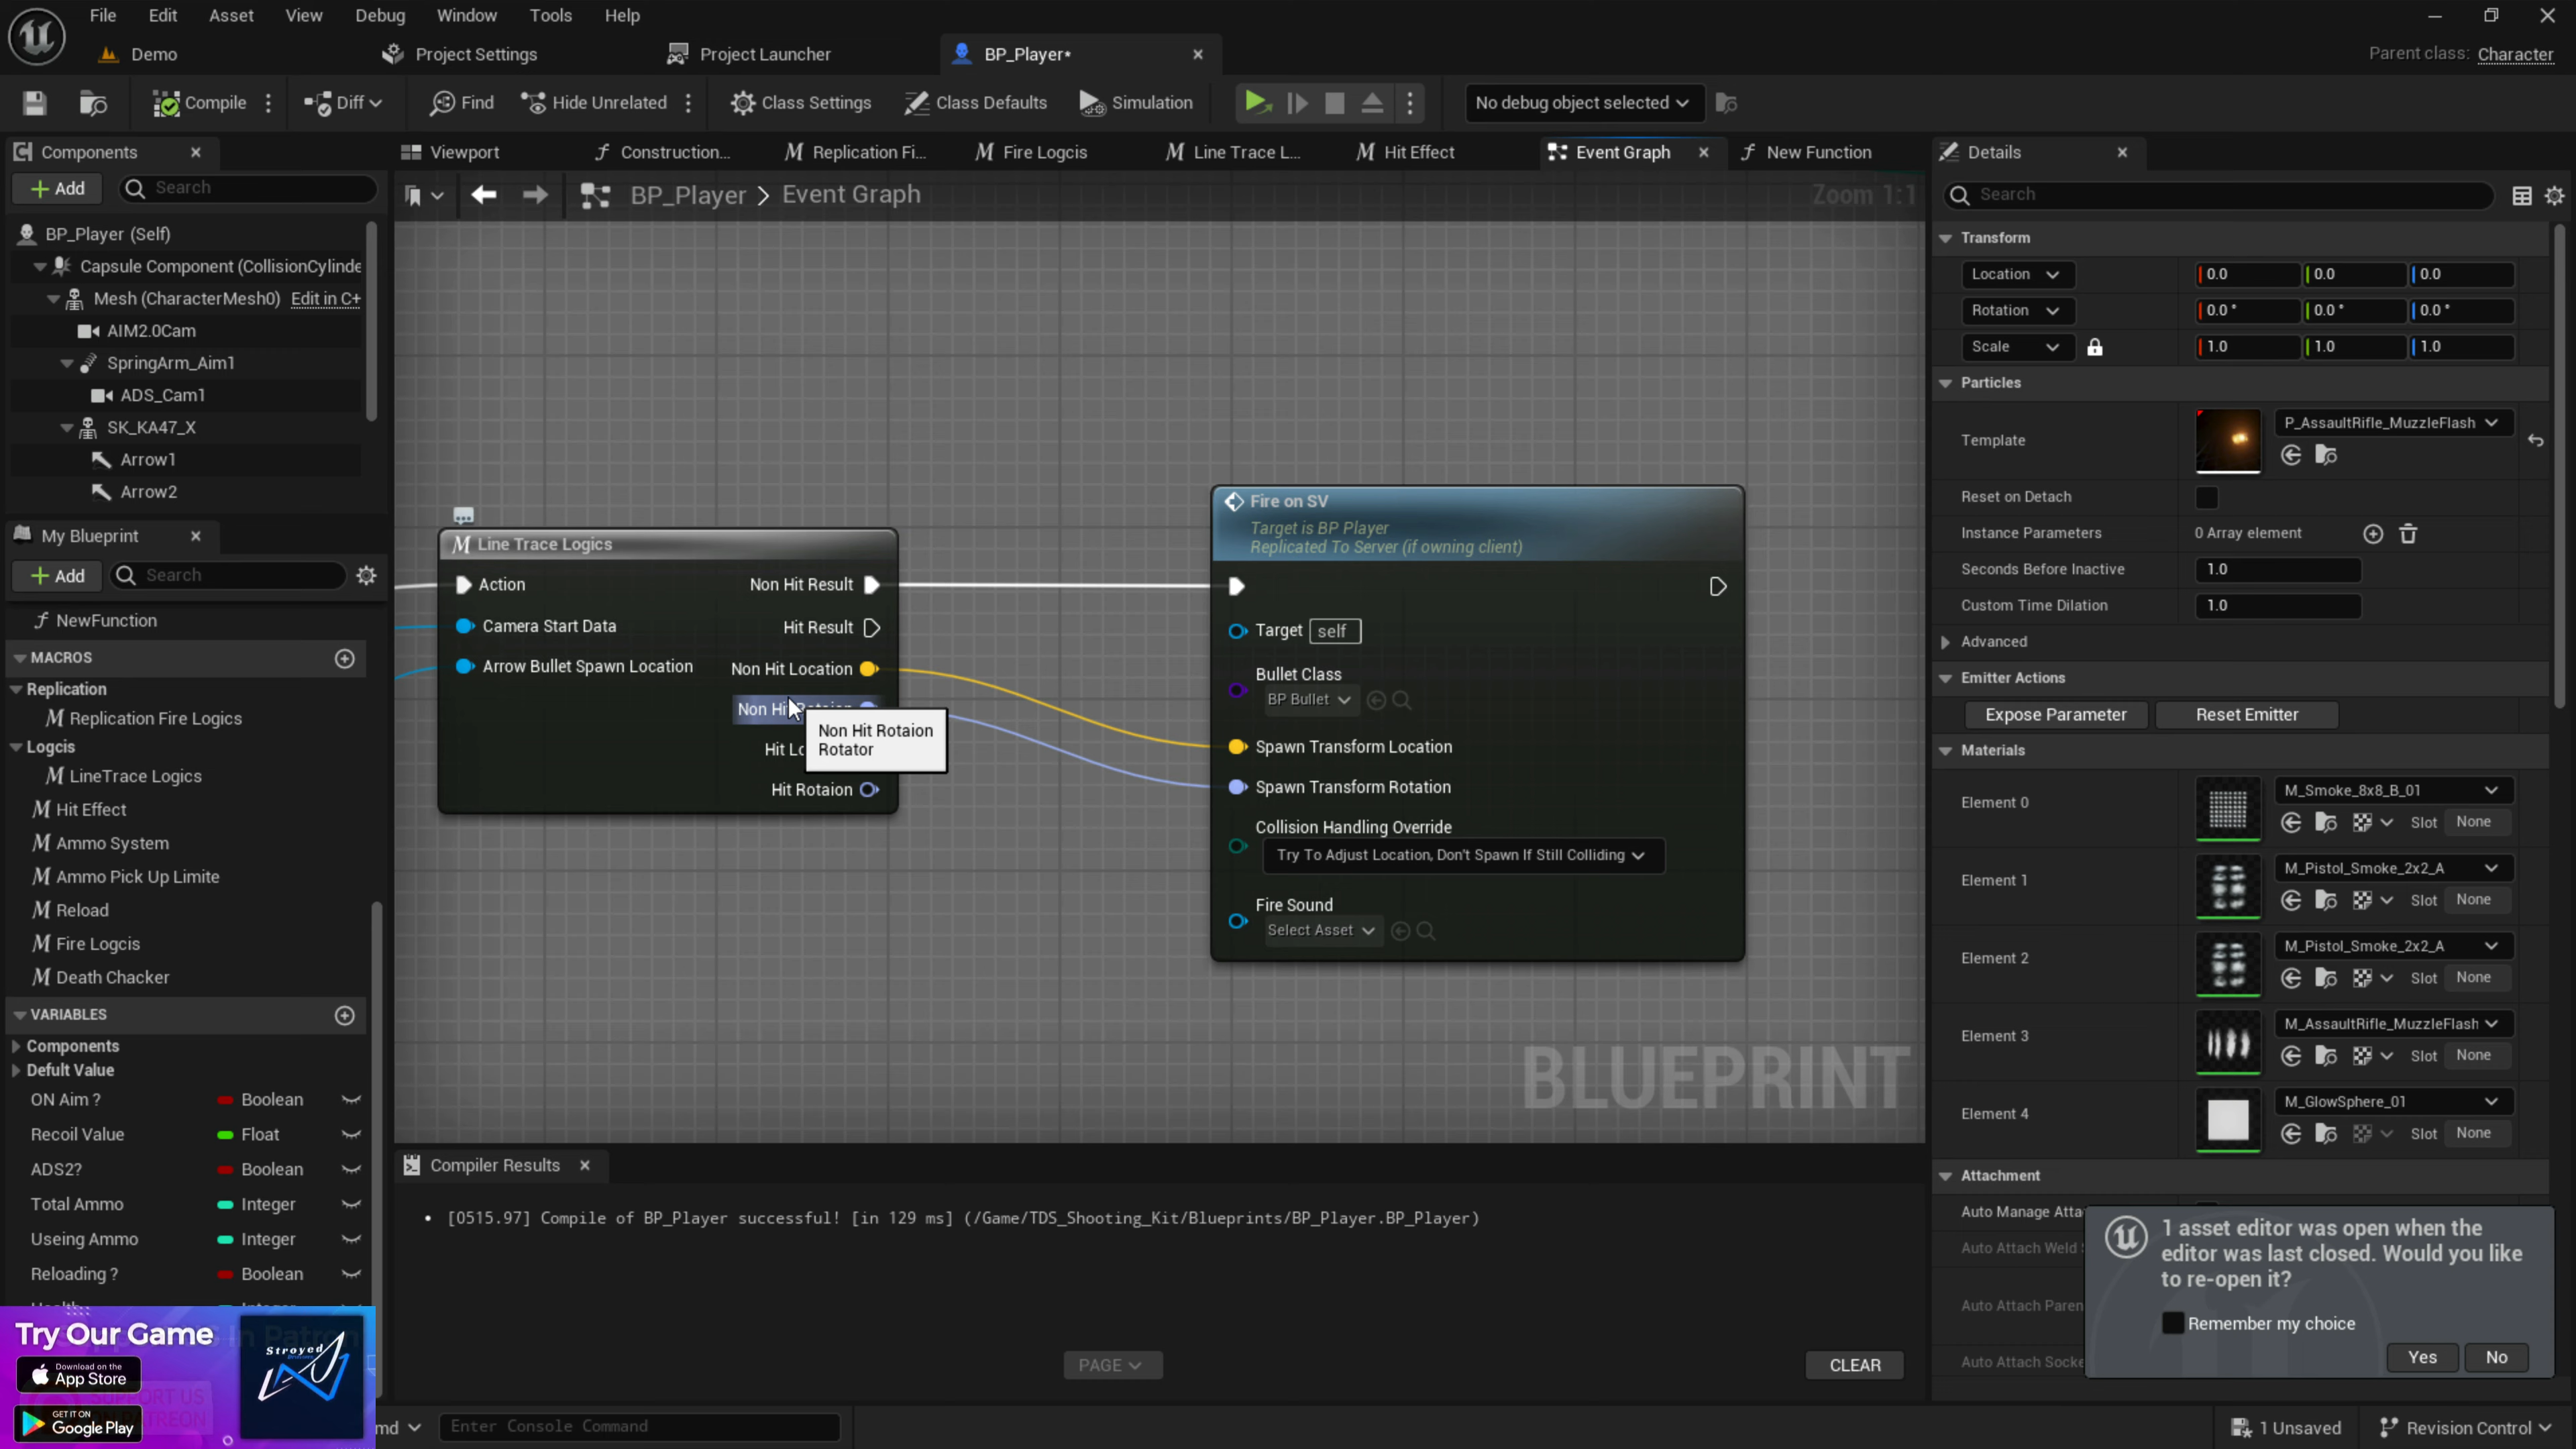 File Edit Asset View Debug Window Tools Help
Demo Project Settings Project Launcher BP_Player* Parent class: Character
Compile Diff Find Hide Unrelated Class Settings Class Defaults Simulation No debug object selected
Components
Add Search
BP_Player (Self)
Capsule Component (CollisionCylinde
Mesh (CharacterMesh0) Edit in C+
AIM2.0Cam
SpringArm_Aim1
ADS_Cam1
SK_KA47_X
Arrow1
Arrow2
My Blueprint
Add Search
NewFunction
MACROS
Replication
Replication Fire Logics
Logcis
LineTrace Logics
Hit Effect
Ammo System
Ammo Pick Up Limite
Reload
Fire Logcis
Death Chacker
VARIABLES
Components
Defult Value
ON Aim ? Boolean
Recoil Value Float
ADS2? Boolean
Total Ammo Integer
Useing Ammo Integer
Reloading ? Boolean
Try Our Game
Download on the
App Store
GET IT ON
Google Play
Stroyed
SUPPORT US
Viewport Construction... Replication Fi... Fire Logcis Line Trace L... Hit Effect Event Graph New Function
BP_Player > Event Graph Zoom 1:1
Line Trace Logics
Action Non Hit Result
Camera Start Data Hit Result
Arrow Bullet Spawn Location Non Hit Location
Non Hit Rotaion
Hit Lo
Hit Rotaion
Non Hit Rotaion
Rotator
Fire on SV
Target is BP Player
Replicated To Server (if owning client)
Target self
Bullet Class
BP Bullet
Spawn Transform Location
Spawn Transform Rotation
Collision Handling Override
Try To Adjust Location, Don't Spawn If Still Colliding
Fire Sound
Select Asset
BLUEPRINT
Compiler Results
• [0515.97] Compile of BP_Player successful! [in 129 ms] (/Game/TDS_Shooting_Kit/Blueprints/BP_Player.BP_Player)
PAGE CLEAR
md Enter Console Command
Details
Search
Transform
Location 0.0 0.0 0.0
Rotation 0.0 ° 0.0 ° 0.0 °
Scale 1.0 1.0 1.0
Particles
Template P_AssaultRifle_MuzzleFlash
Reset on Detach
Instance Parameters 0 Array element
Seconds Before Inactive 1.0
Custom Time Dilation 1.0
Advanced
Emitter Actions
Expose Parameter Reset Emitter
Materials
Element 0 M_Smoke_8x8_B_01
Slot None
Element 1 M_Pistol_Smoke_2x2_A
Slot None
Element 2 M_Pistol_Smoke_2x2_A
Slot None
Element 3 M_AssaultRifle_MuzzleFlash
Slot None
Element 4 M_GlowSphere_01
Slot None
Attachment
Auto Manage Atta
Auto Attach Weld
Auto Attach Paren
Auto Attach Socke
1 asset editor was open when the
editor was last closed. Would you like
to re-open it?
Remember my choice
Yes No
1 Unsaved Revision Control